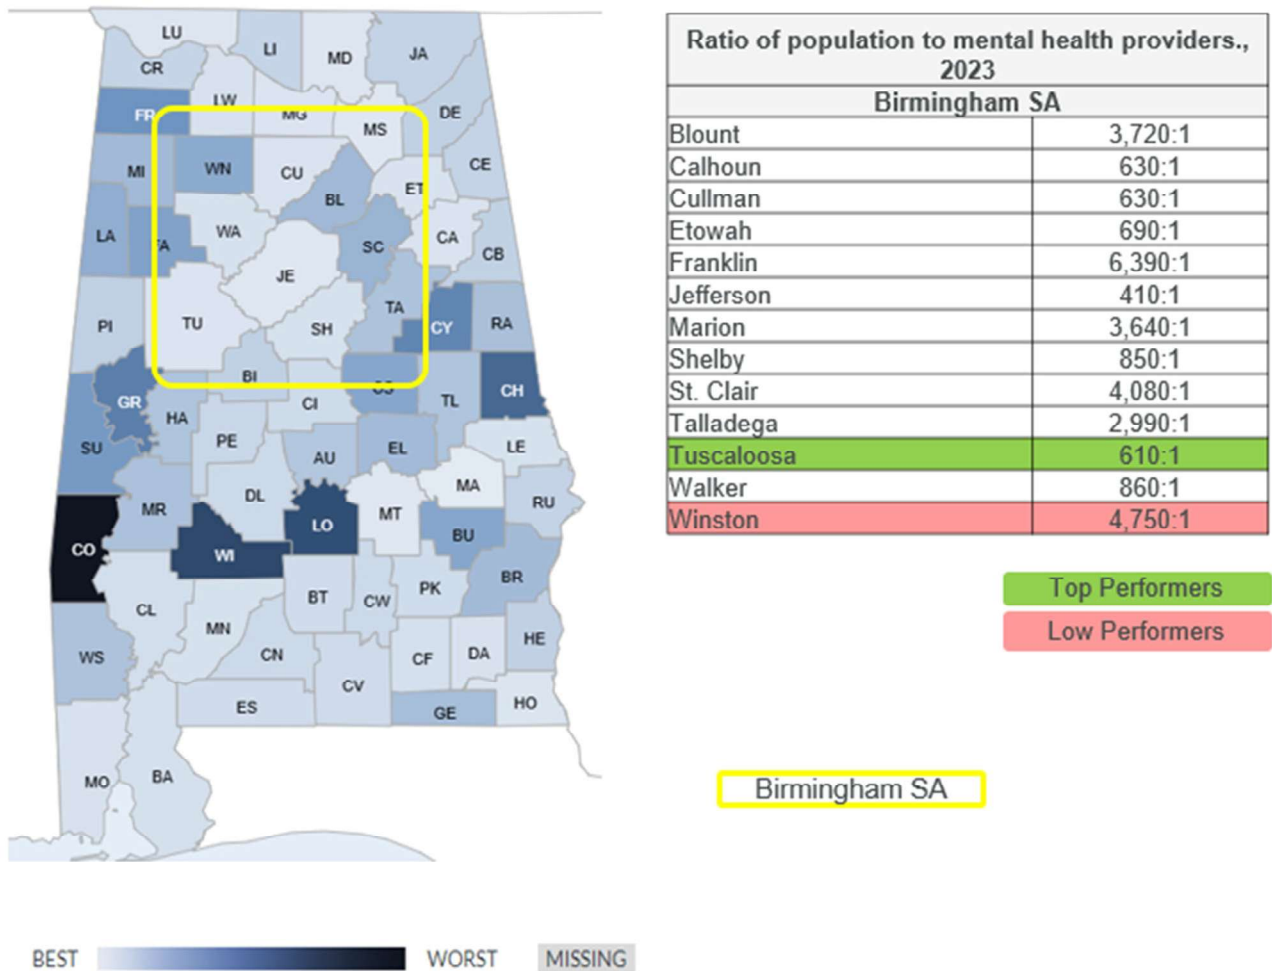 LU
LI
MD
JA
CR
LW
MG
DE
FR
MS
MI
WN
CU
CE
ET
BL
LA
WA
SC
CA
CB
JE
TA
PI
TU
SH
CY
RA
BI
GR
CI
CH
HA
TL
SU
PE
EL
LE
AU
MA
DL
RU
MR
LO
MT
CO
WI
BU
BR
BT
CW
PK
CL
MN
HE
WS
CN
CF
DA
CV
ES
GE
HO
MO
BA
BEST
WORST
MISSING
Ratio of population to mental health providers.,
2023
Birmingham SA
Blount 3,720:1
Calhoun 630:1
Cullman 630:1
Etowah 690:1
Franklin 6,390:1
Jefferson 410:1
Marion 3,640:1
Shelby 850:1
St. Clair 4,080:1
Talladega 2,990:1
Tuscaloosa 610:1
Walker 860:1
Winston 4,750:1
Top Performers
Low Performers
Birmingham SA